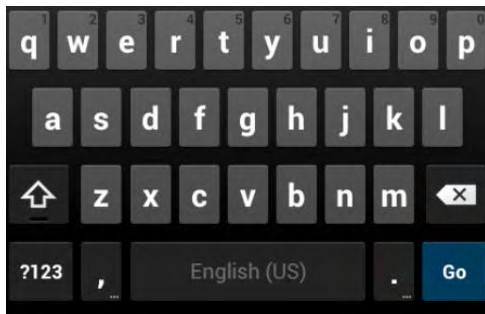 1 2 3 4 5 6 7 8 9 0
q w e r t y u i o p
a s d f g h j k l
z x c v b n m
?123 , ... English (US) . ... Go